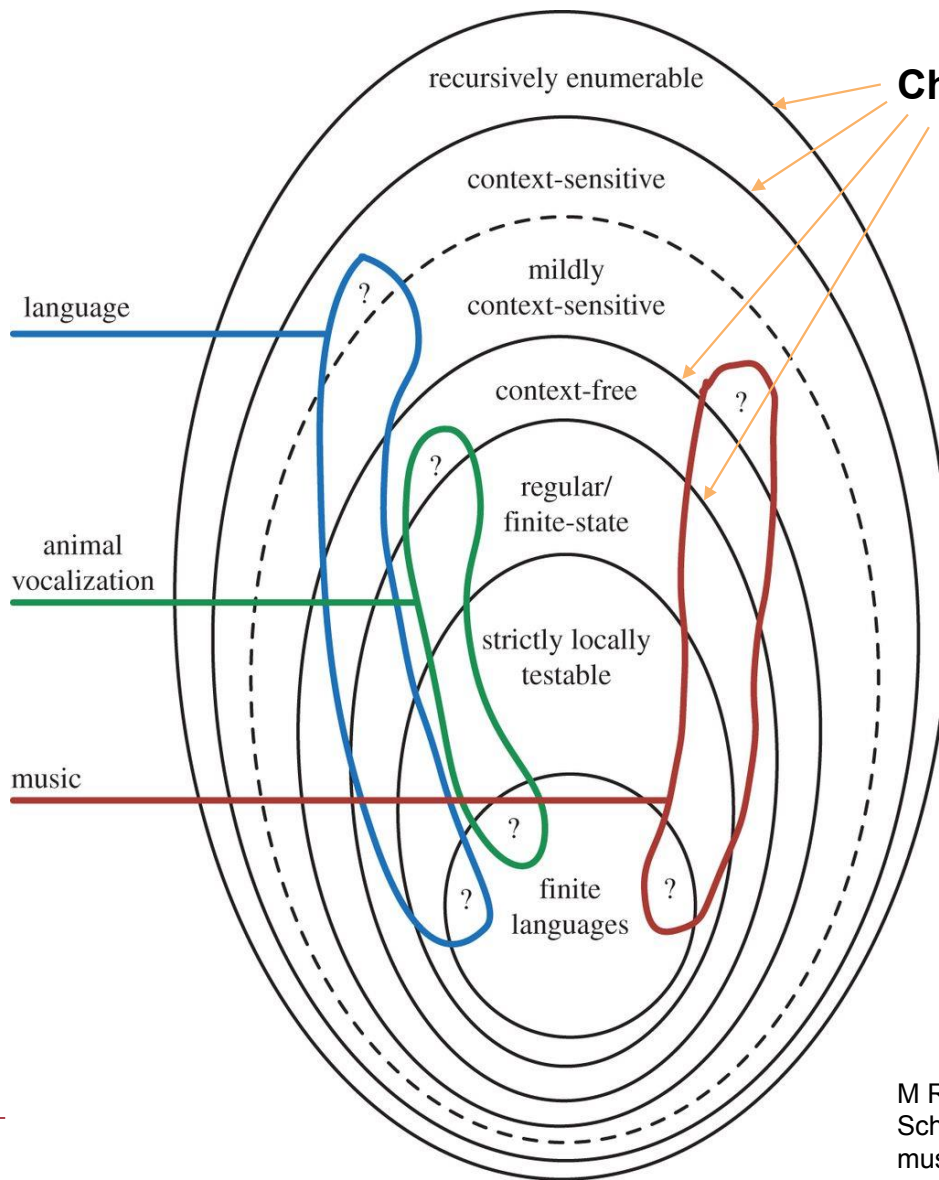 recursively enumerable
Ch
context-sensitive
mildly
context-sensitive
?
language
context-free
?
?
regular/
finite-state
animal
vocalization
strictly locally
testable
music
?
?
finite
languages
?
M R
Sch
mus